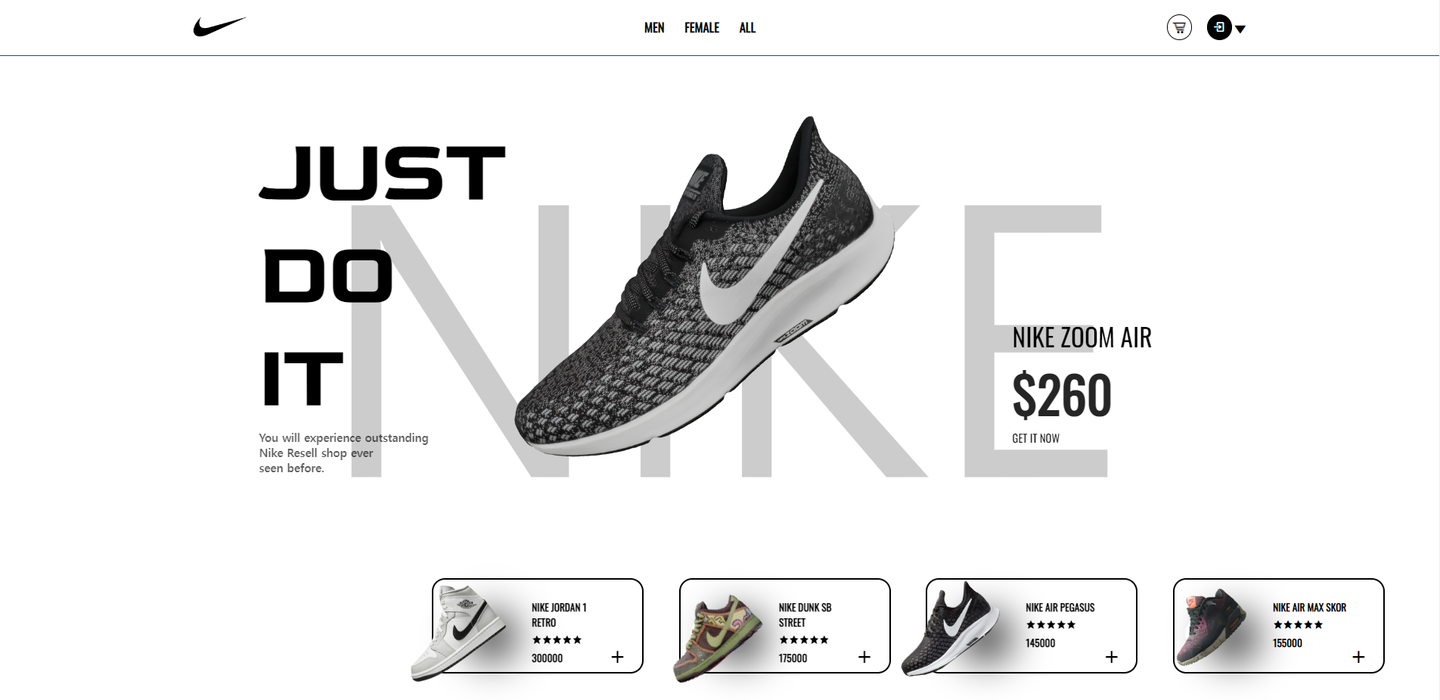 MEN FEMALE ALL
JUST
DO
IT
NIKE
You will experience outstanding
Nike Resell shop ever
seen before.
NIKE ZOOM AIR
$260
GET IT NOW
NIKE JORDAN 1
RETRO
300000
+
NIKE DUNK SB
STREET
175000
+
NIKE AIR PEGASUS
145000
+
NIKE AIR MAX SKOR
155000
+